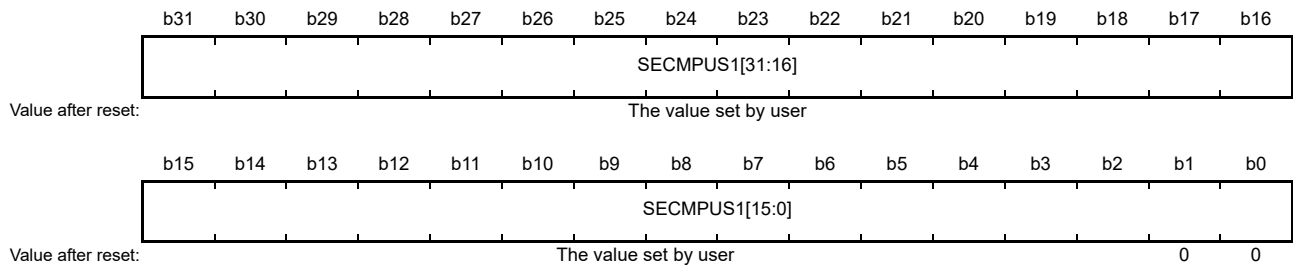 b31 b30 b29 b28 b27 b26 b25 b24 b23 b22 b21 b20 b19 b18 b17 b16
SECMPUS1[31:16]
Value after reset: The value set by user
b15 b14 b13 b12 b11 b10 b9 b8 b7 b6 b5 b4 b3 b2 b1 b0
SECMPUS1[15:0]
Value after reset: The value set by user 0 0